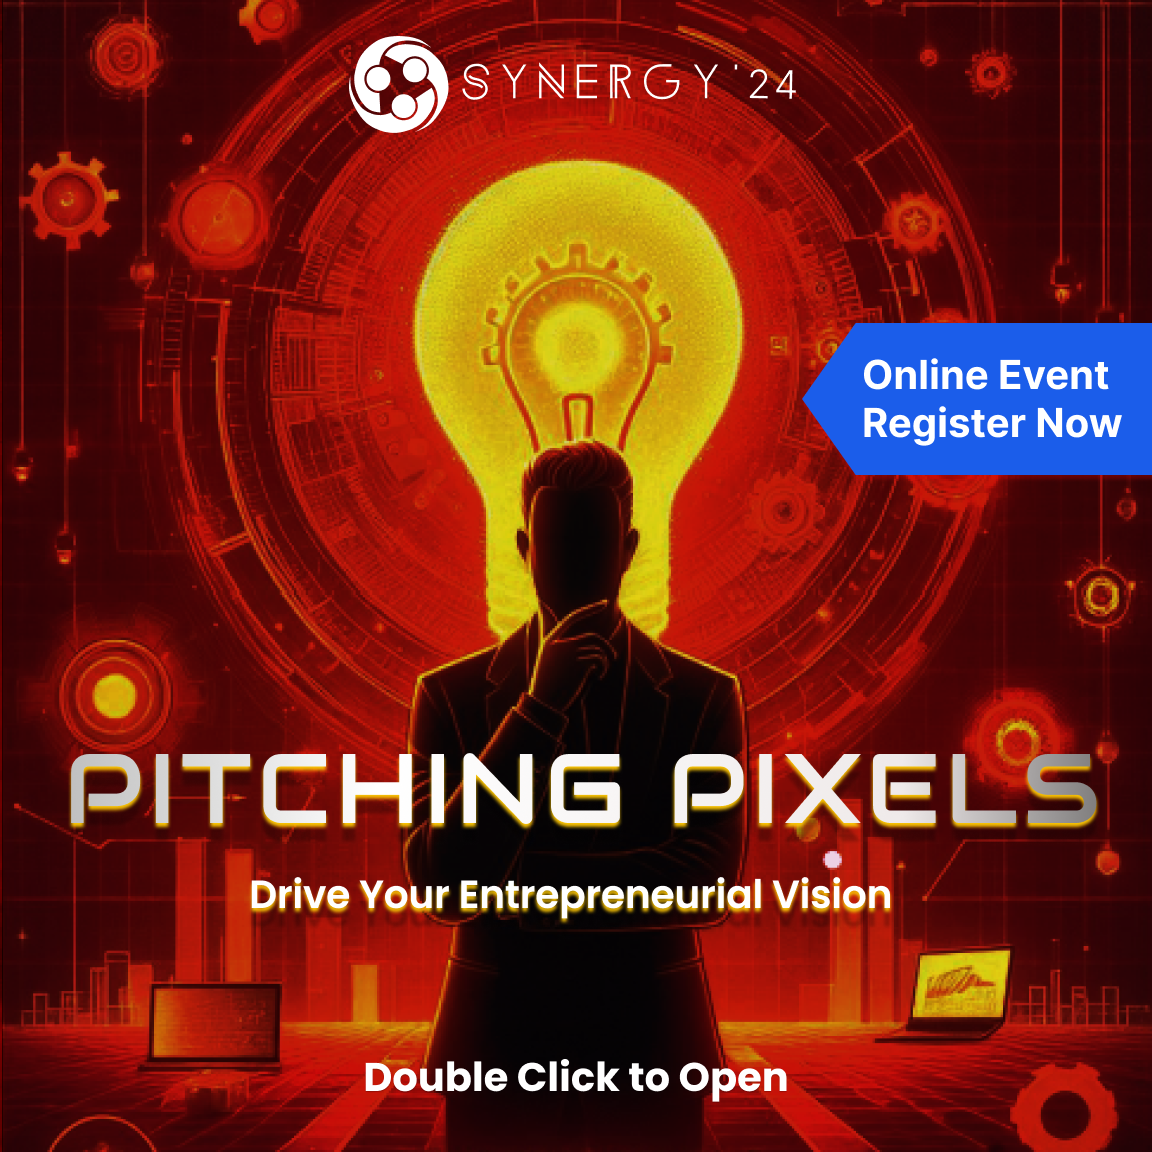 SYNERGY'24
Online Event
Register Now
PITCHING PIXELS
Drive Your Entrepreneurial Vision
Double Click to Open